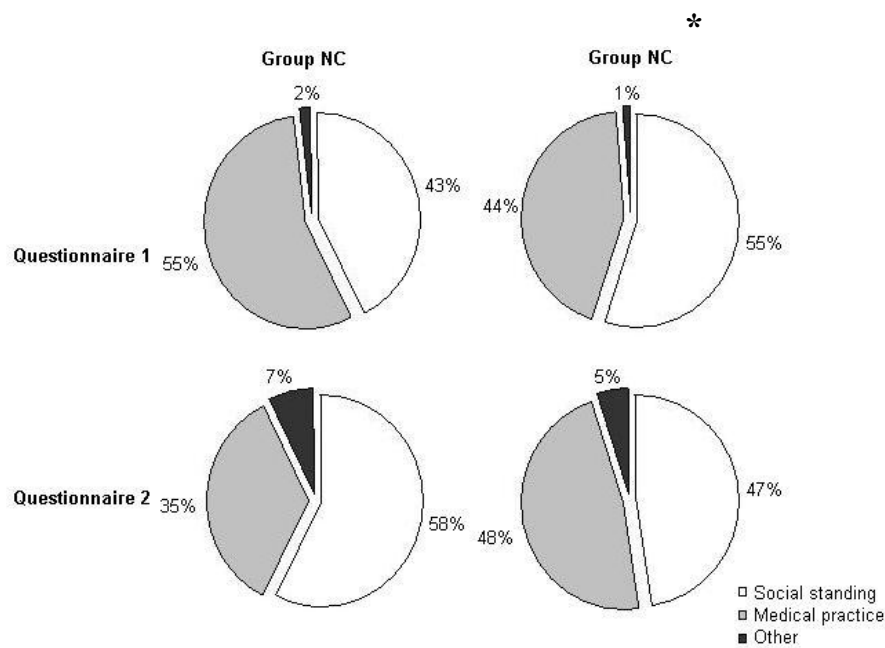 *
Group NC
Group NC
2%
1%
43%
44%
55%
Questionnaire 1
55%
7%
5%
47%
Questionnaire 2
35%
58%
48%
Social standing
Medical practice
Other